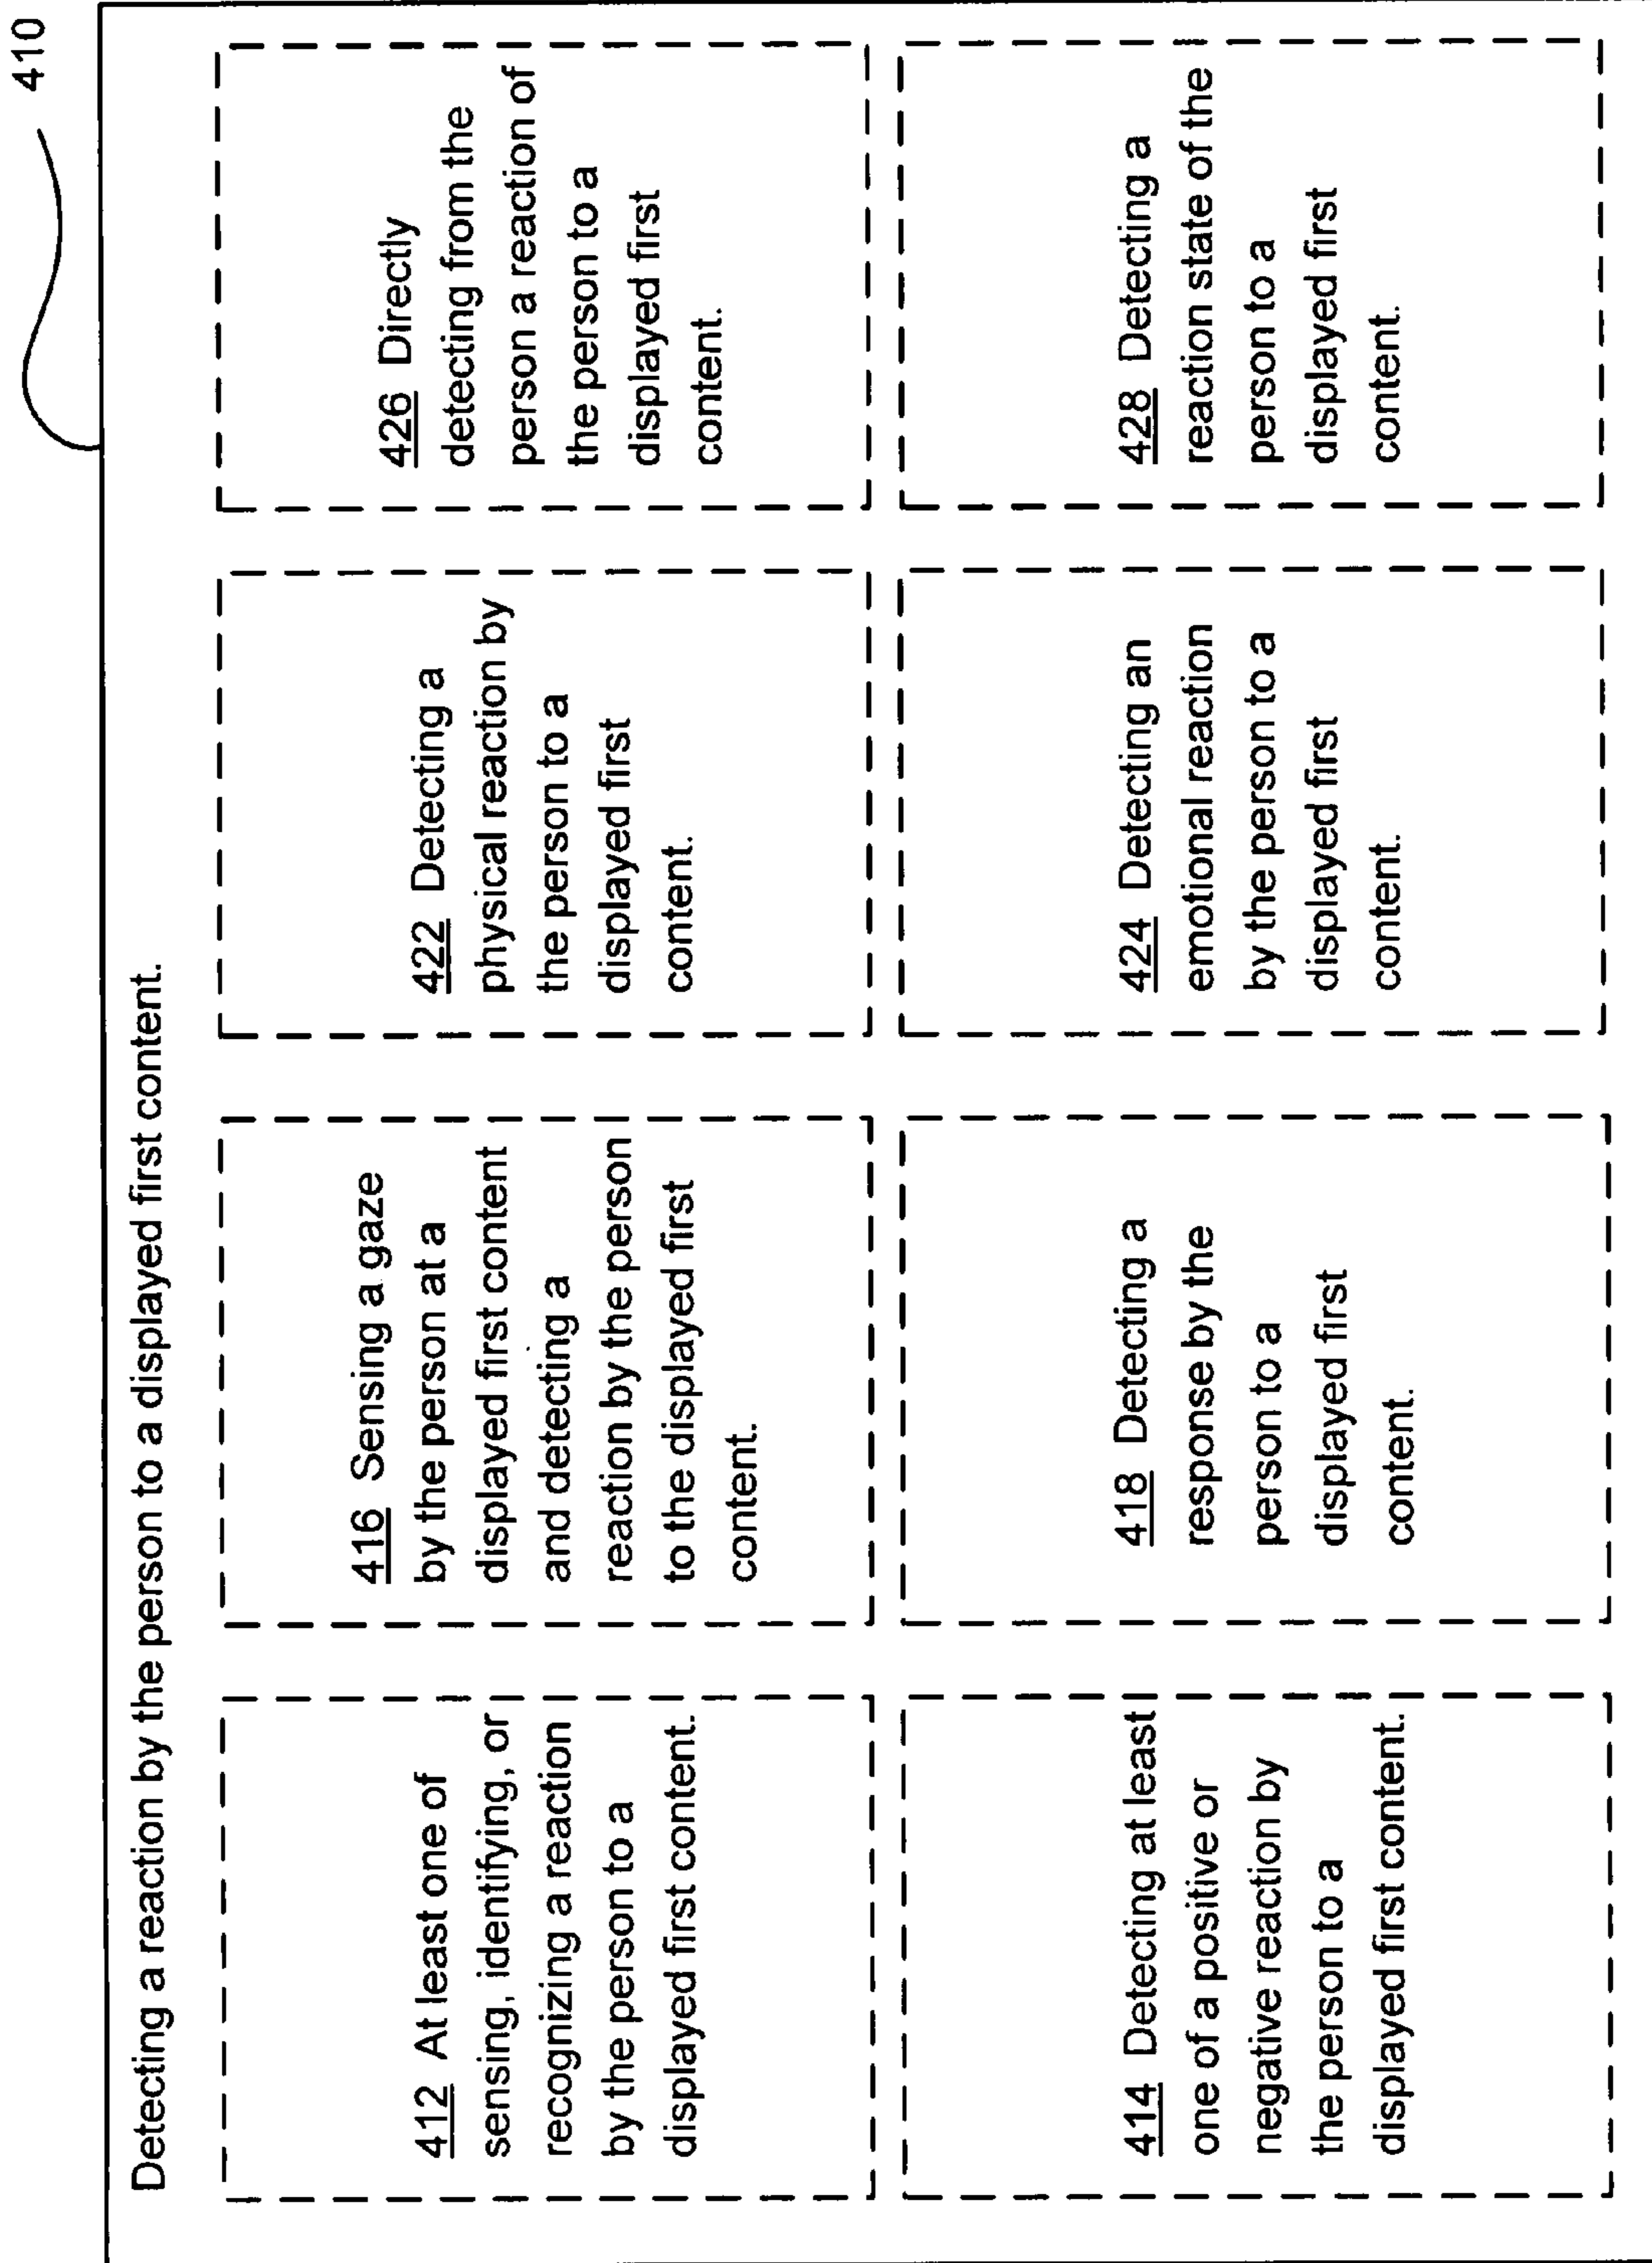 410
Detecting a reaction by the person to a displayed first content.
412 At least one of
sensing, identifying, or
recognizing a reaction
by the person to a
displayed first content.
416 Sensing a gaze
by the person at a
displayed first content
and detecting a
reaction by the person
to the displayed first
content.
422 Detecting a
physical reaction by
the person to a
displayed first
content.
426 Directly
detecting from the
person a reaction of
the person to a
displayed first
content.
414 Detecting at least
one of a positive or
negative reaction by
the person to a
displayed first content.
418 Detecting a
response by the
person to a
displayed first
content.
424 Detecting an
emotional reaction
by the person to a
displayed first
content.
428 Detecting a
reaction state of the
person to a
displayed first
content.